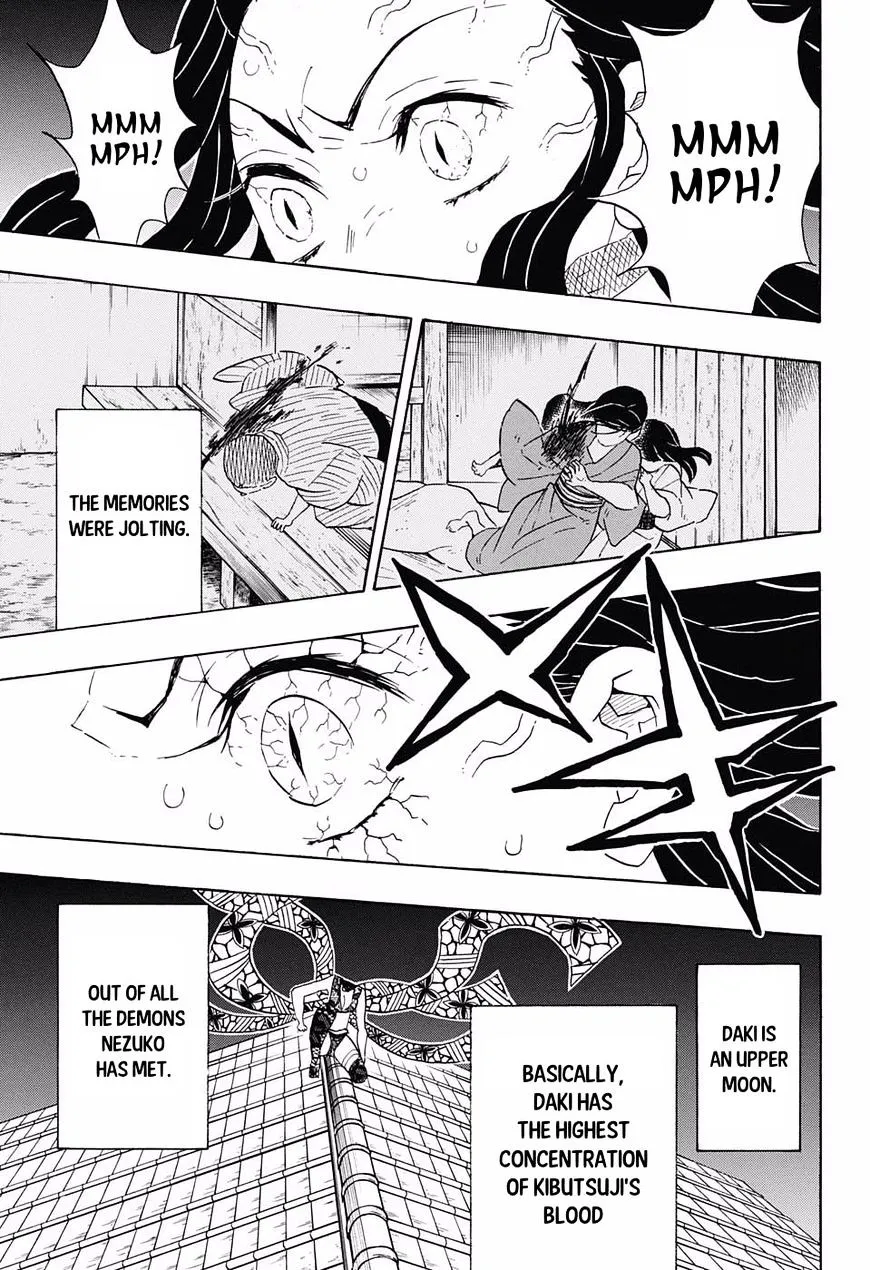 MMM
MPH!
MMM
MPH!
THE MEMORIES
WERE JOLTING.
DAKI IS
AN UPPER
MOON.
BASICALLY,
DAKI HAS
THE HIGHEST
CONCENTRATION
OF KIBUTSUJI'S
BLOOD
OUT OF ALL
THE DEMONS
NEZUKO
HAS MET.